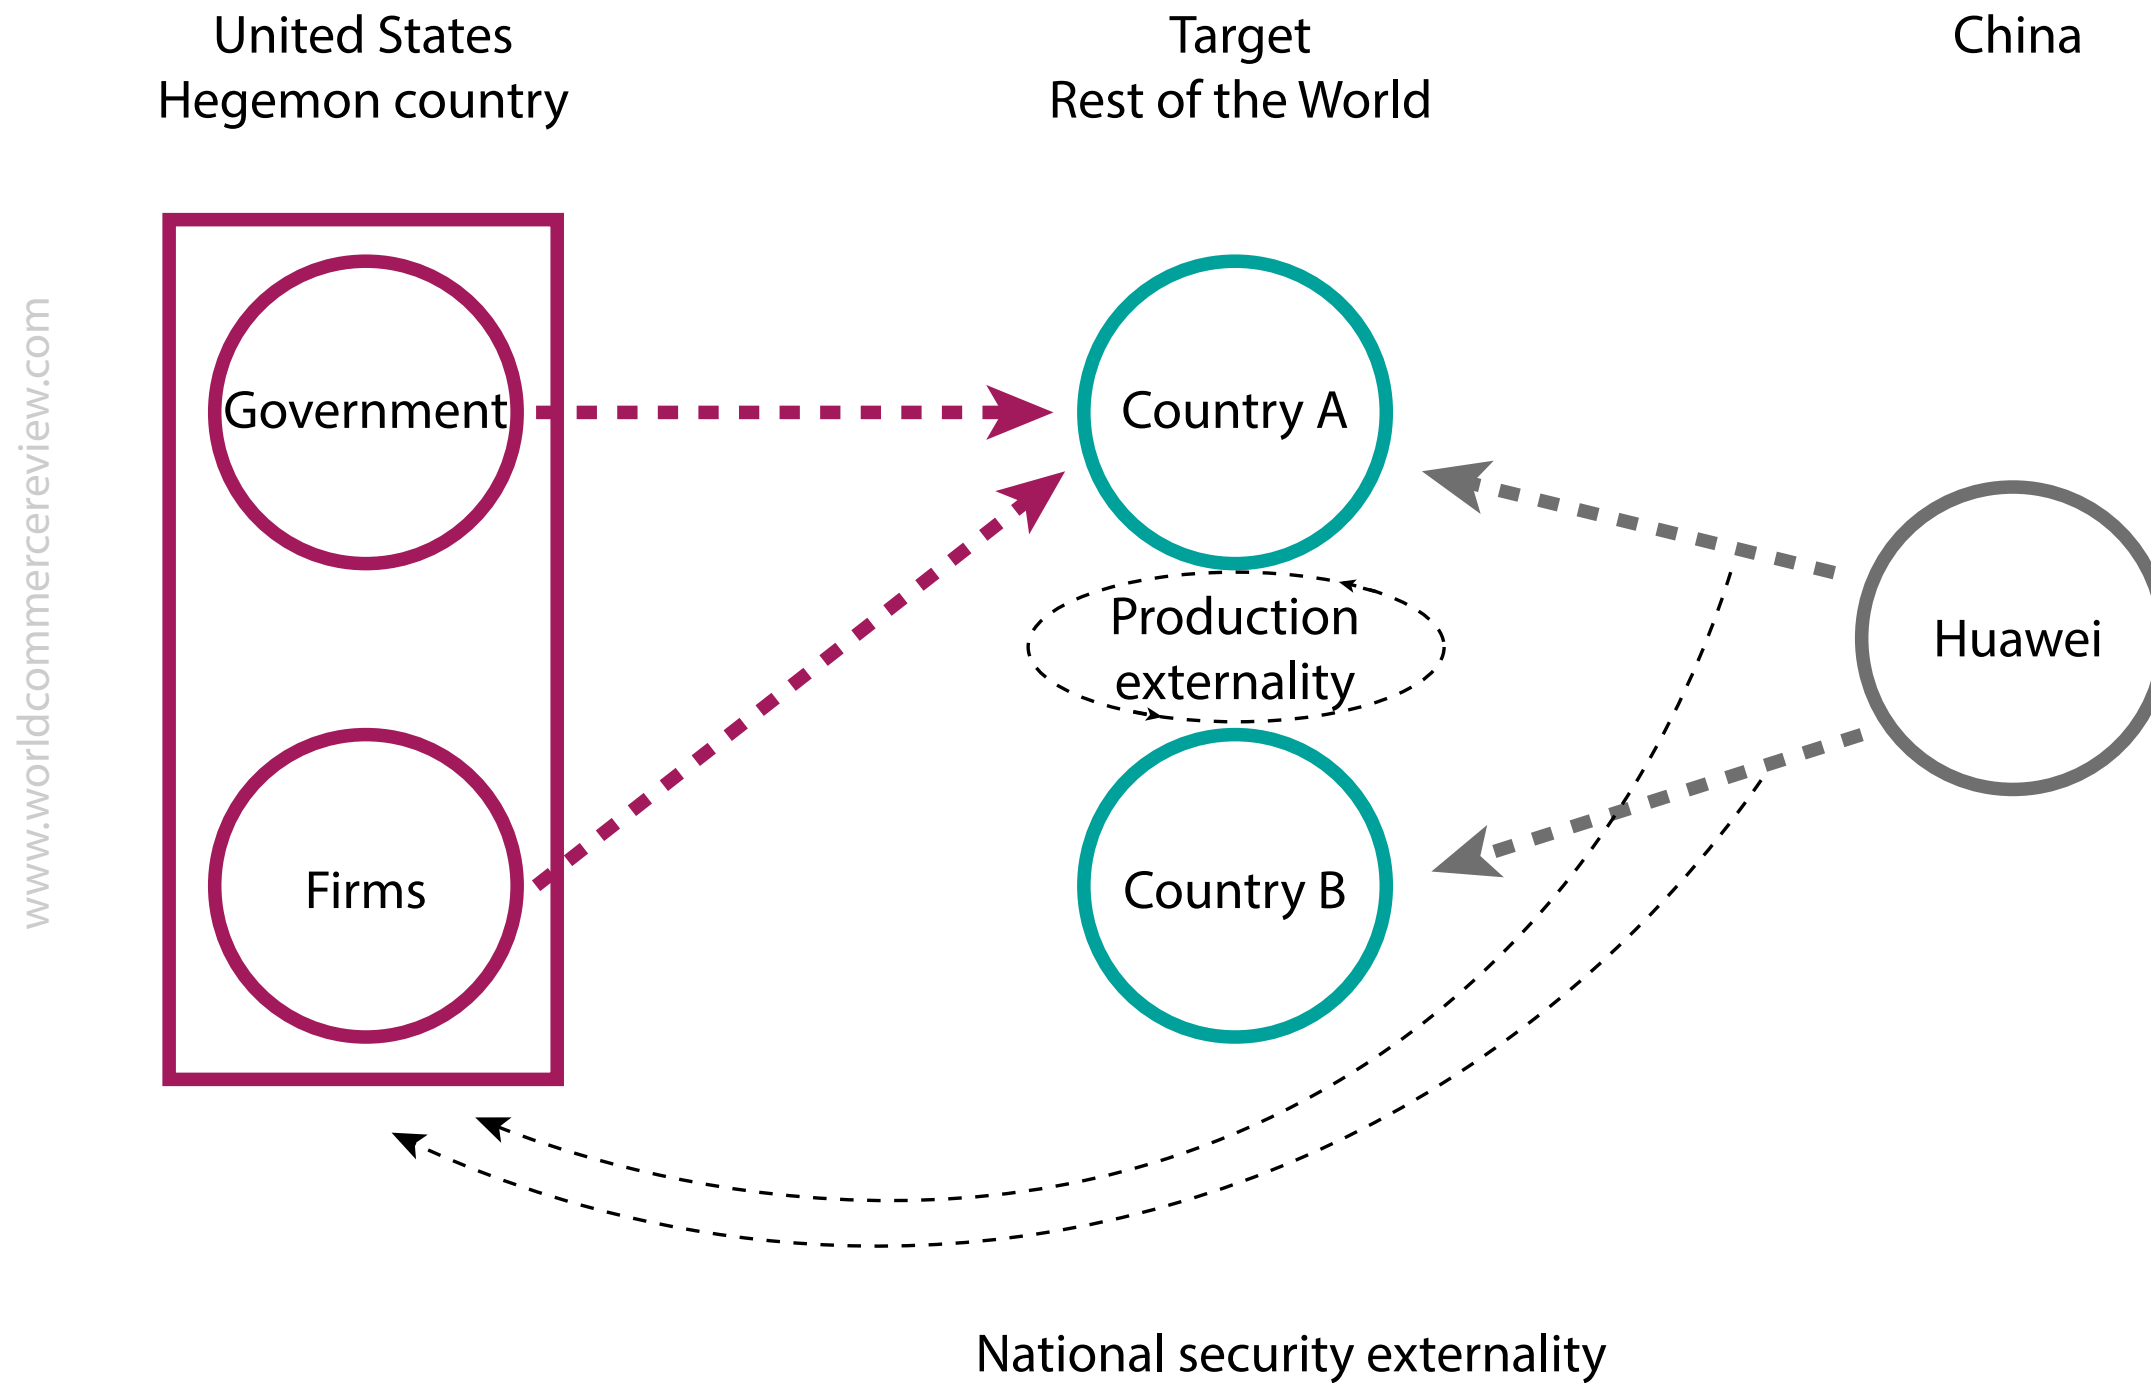 United States
Hegemon country
Target
Rest of the World
China
www.worldcommercereview.com
Government
Country A
Production
externality
Huawei
Firms
Country B
National security externality